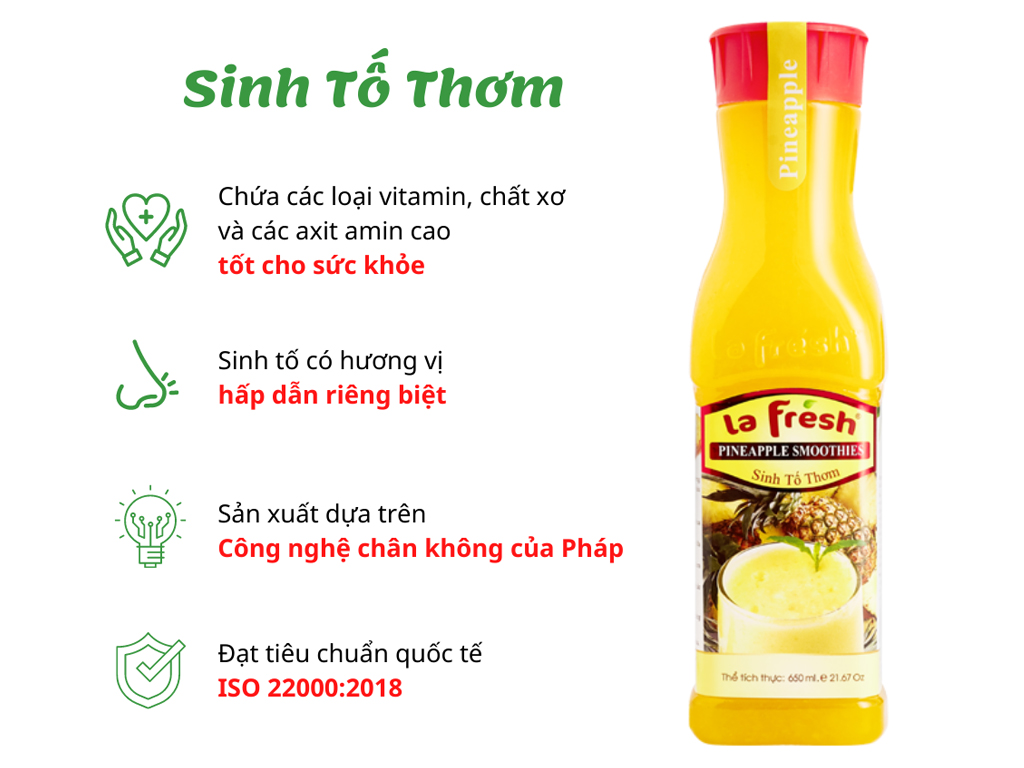 Sinh Tố Thơm
Chứa các loại vitamin, chất xơ
và các axit amin cao
tốt cho sức khỏe
Sinh tố có hương vị
hấp dẫn riêng biệt
Sản xuất dựa trên
Công nghệ chân không của Pháp
Đạt tiêu chuẩn quốc tế
ISO 22000:2018
Pineapple
la frésh
la frésh®
PINEAPPLE SMOOTHIES
Sinh Tố Thơm
Thể tích thực: 650 ml. e 21.67 Oz